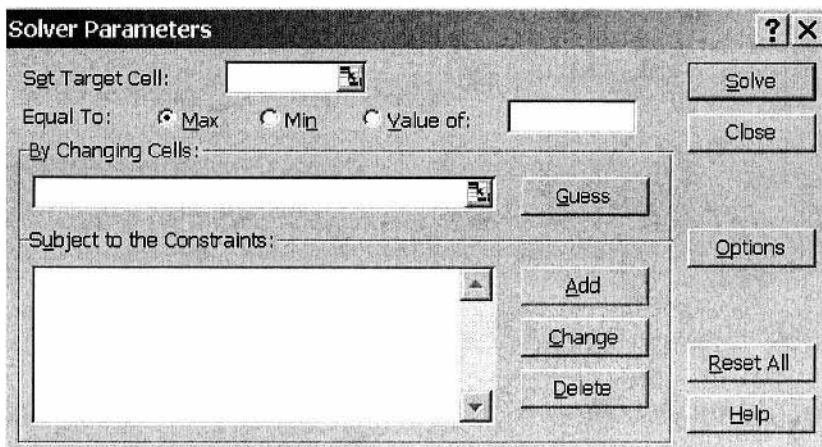 Solver Parameters
? X
Set Target Cell:
Solve
Equal To: Max Min Value of:
Close
By Changing Cells:
Guess
Subject to the Constraints:
Options
Add
Change
Reset All
Delete
Help